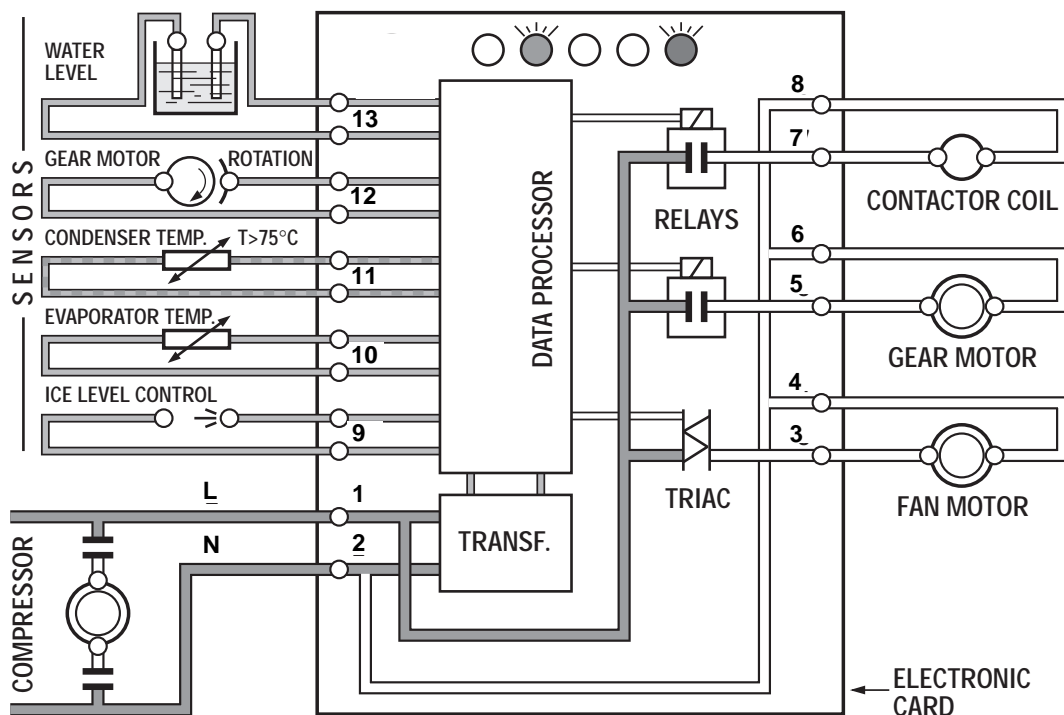 SENSORS
WATER
LEVEL
13
GEAR MOTOR
ROTATION
12
CONDENSER TEMP.
T>75°C
11
EVAPORATOR TEMP.
10
ICE LEVEL CONTROL
9
L
1
N
2
COMPRESSOR
DATA PROCESSOR
TRANSF.
RELAYS
TRIAC
8
7
CONTACTOR COIL
6
5
GEAR MOTOR
4
3
FAN MOTOR
ELECTRONIC
CARD